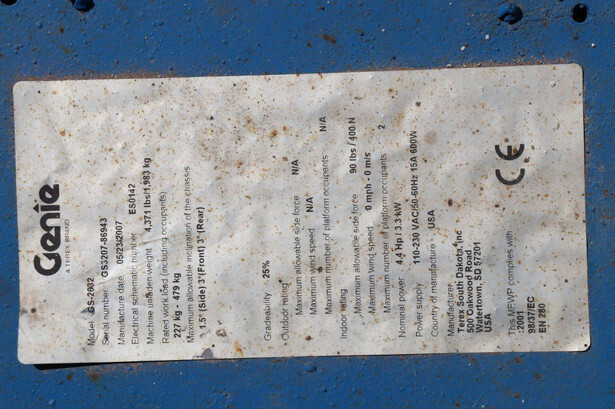 Genie
A TEREX BRAND
Model GS-2032
Serial number GS3207-86943
Manufacture date 05/23/2007
Electrical schematic number ES0142
Machine unladen weight 4,371 lbs/1,983 kg
Rated work load (including occupants)
227 kg - 479 kg
Maximum allowable inclination of the chassis
1.5° (Side) 3°(Front) 3° (Rear)
Gradeability 25%
Outdoor rating
Maximum allowable side force N/A
Maximum wind speed N/A
Maximum number of platform occupants N/A
Indoor rating
Maximum allowable side force 90 lbs / 400 N
Maximum wind speed 0 mph - 0 m/s
Maximum number of platform occupants 2
Nominal power 4.4 Hp / 3.3 kW
Power supply 110-230 VAC/50-60Hz 15A 600W
Country of manufacture USA
Manufacturer
Terex South Dakota, Inc
500 Oakwood Road
Watertown, SD 57201
USA
This MEWP complies with
:2001
98/37/EC
EN 280
CE